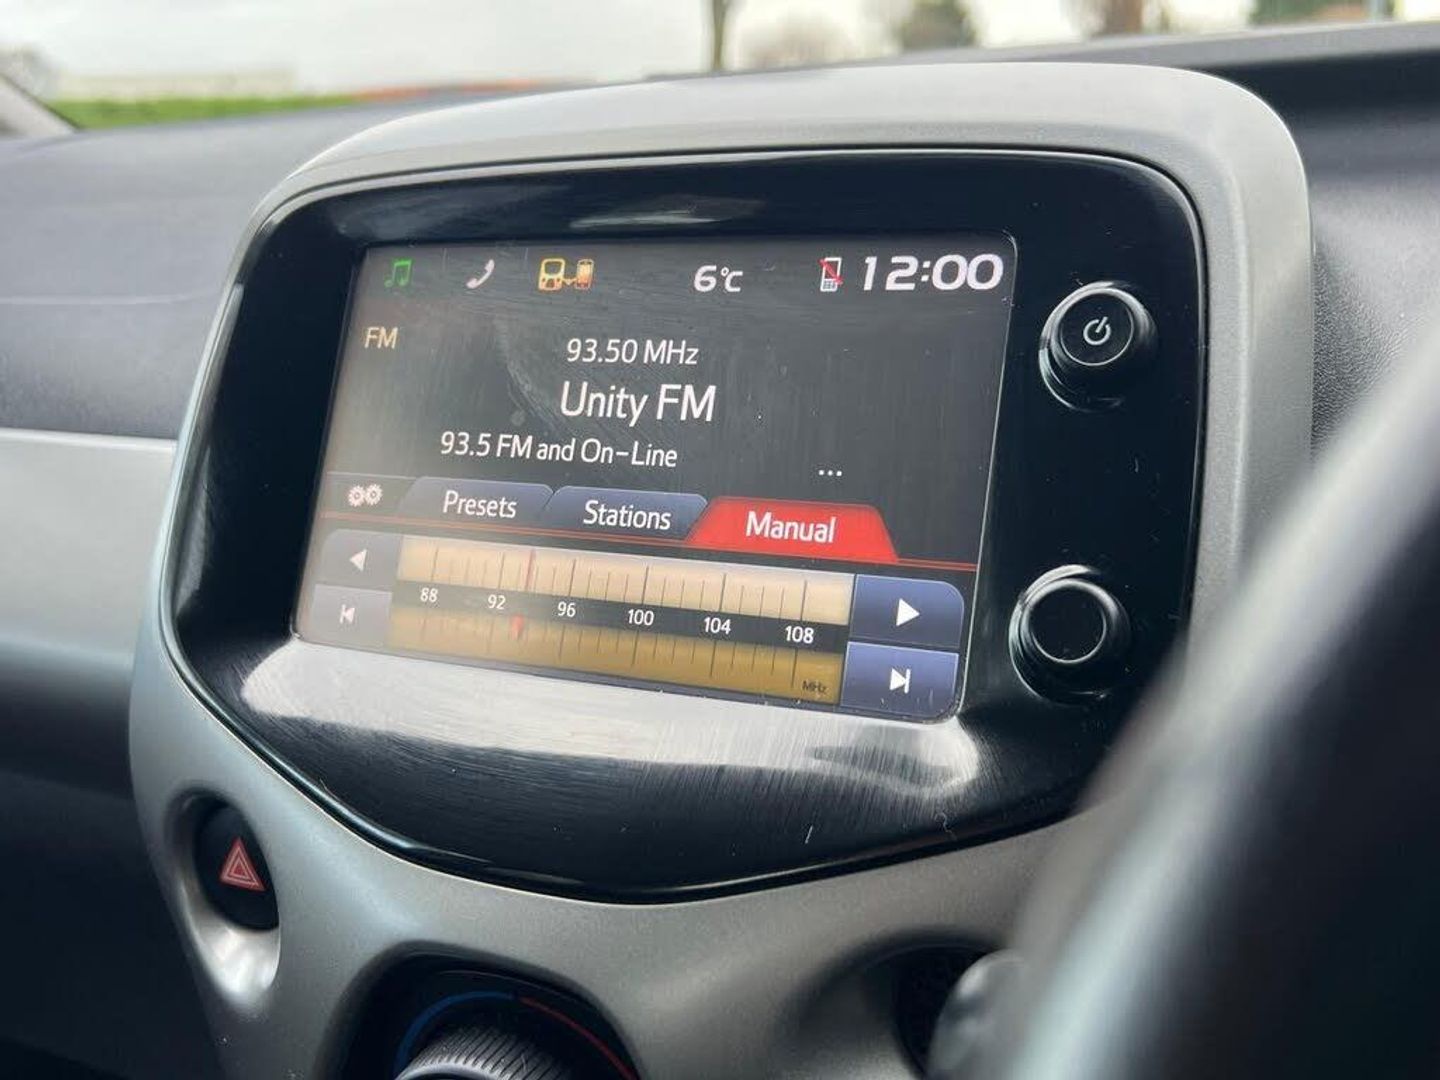 6°C 12:00
FM
93.50 MHz
Unity FM
93.5 FM and On-Line
...
Presets Stations Manual
88 92 96 100 104 108
MHz